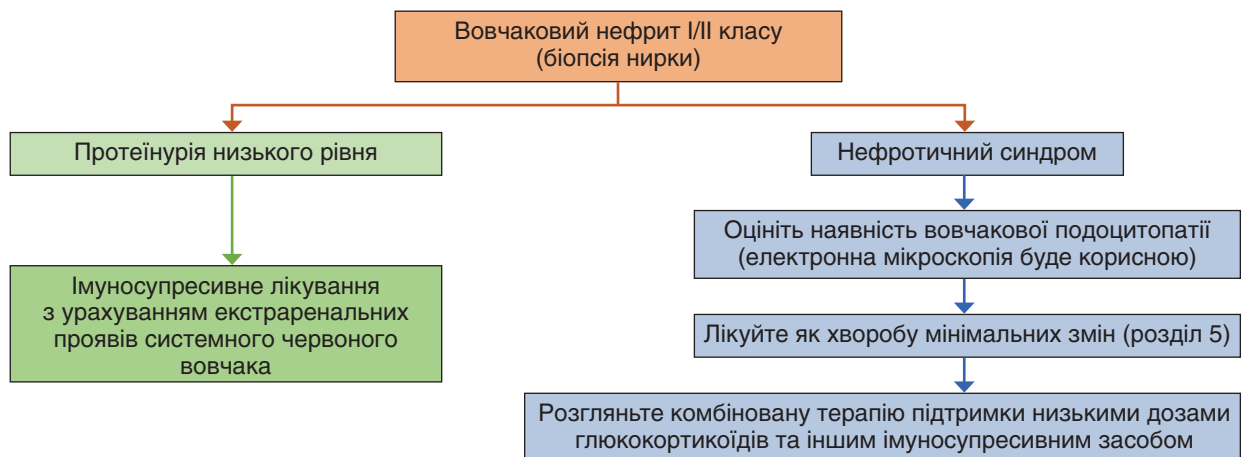 Вовчаковий нефрит I/II класу
(біопсія нирки)
Протеїнурія низького рівня
Імуносупресивне лікування
з урахуванням екстраренальних
проявів системного червоного
вовчака
Нефротичний синдром
Оцініть наявність вовчакової подоцитопатії
(електронна мікроскопія буде корисною)
Лікуйте як хворобу мінімальних змін (розділ 5)
Розгляньте комбіновану терапію підтримки низькими дозами
глюкокортикоїдів та іншим імуносупресивним засобом